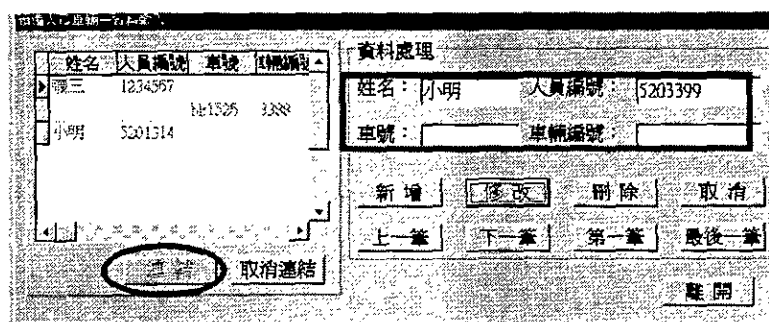 資料處理
姓名 人員編號 車號
張三 1234567
3388
小明 5201314
姓名： 小明 人員編號： 5203399
車號： 車輛編號：
新增 修改 刪除 取消
上一筆 下一筆 第一筆 最後一筆
取消連結
離開